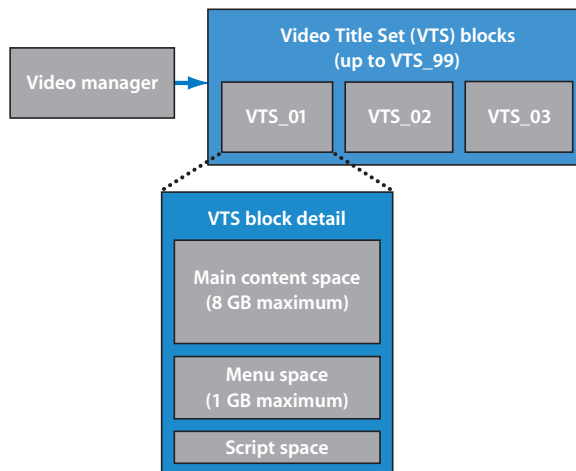 Video manager
Video Title Set (VTS) blocks
(up to VTS_99)
VTS_01
VTS_02
VTS_03
VTS block detail
Main content space
(8 GB maximum)
Menu space
(1 GB maximum)
Script space